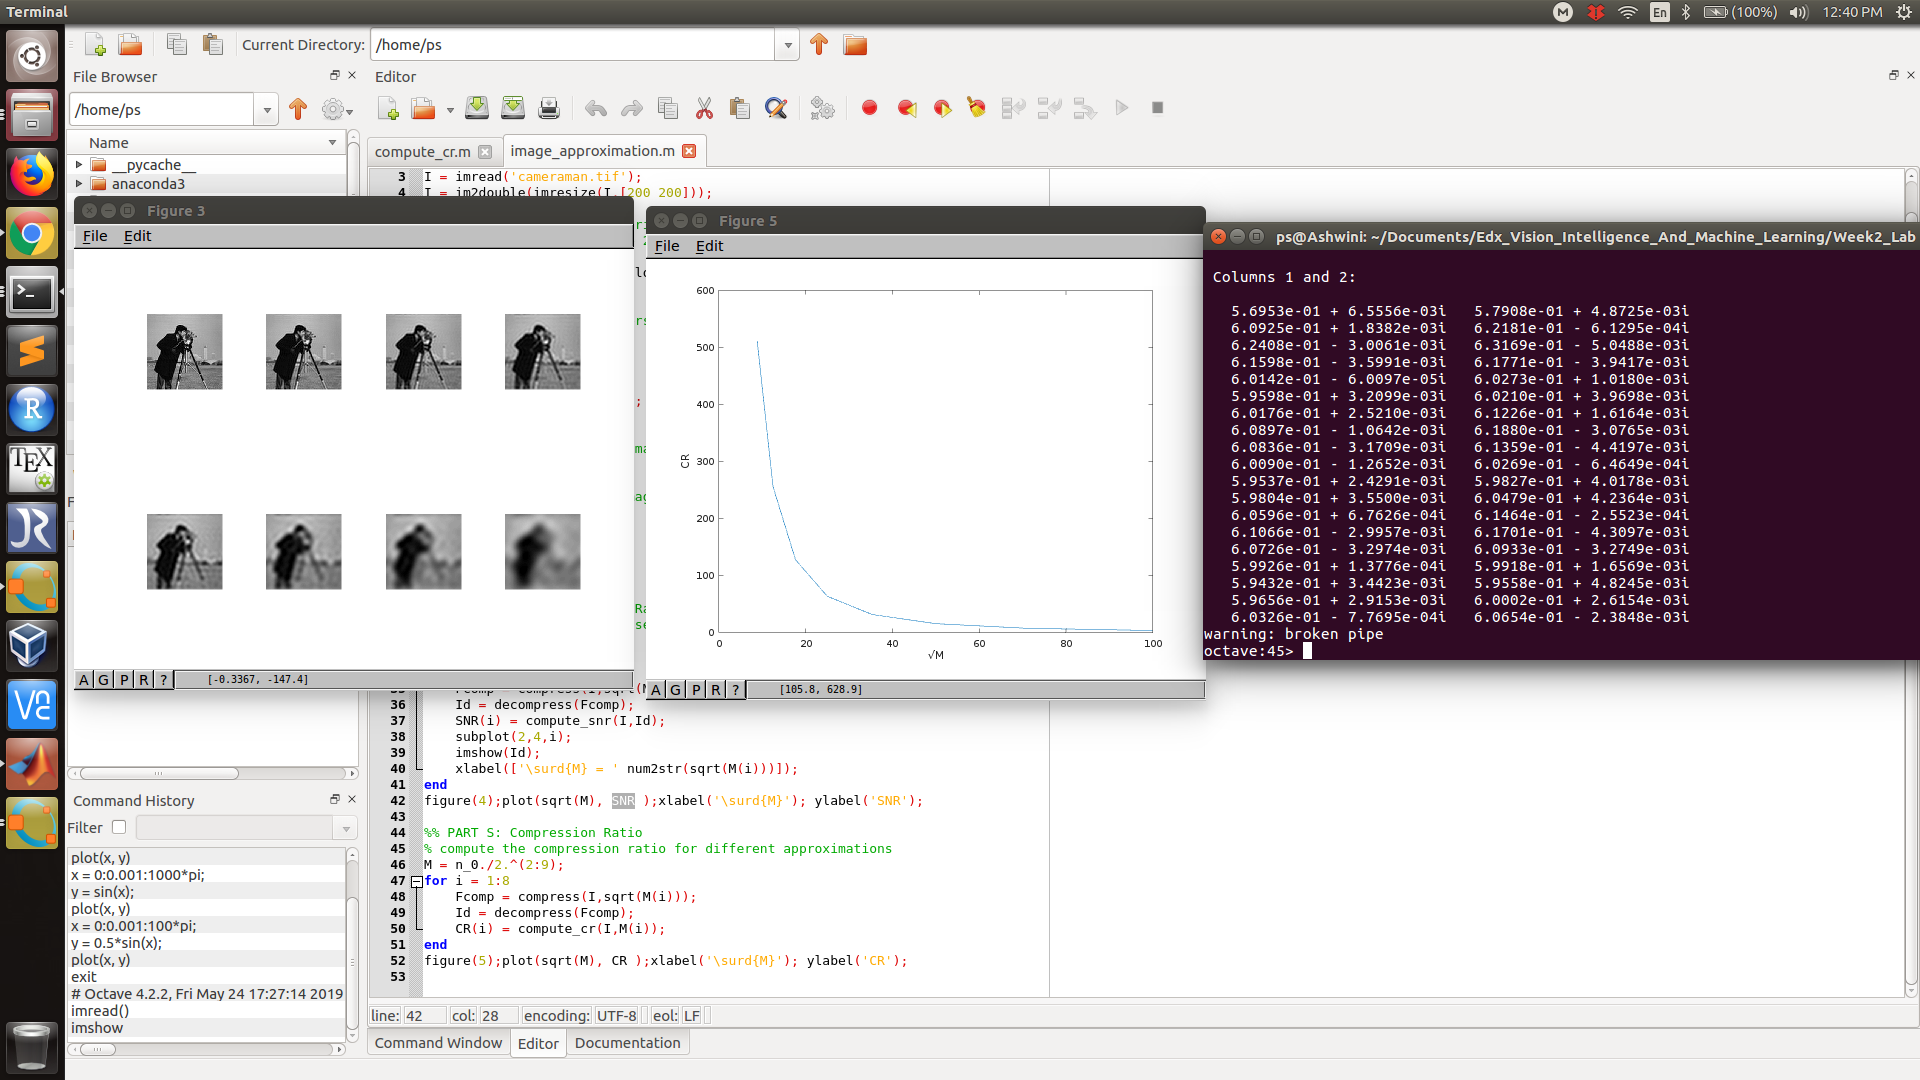 Terminal
En
(100%)
12:40 PM
Current Directory:
/home/ps
File Browser
/home/ps
Name
__pycache__
anaconda3
Editor
compute_cr.m
image_approximation.m
3 I = imread('cameraman.tif');
4 I = im2double(imresize(I,[200 200]));
Figure 3
File Edit
A G P R ?
[-0.3367, -147.4]
Figure 5
File Edit
600
500
400
300
200
100
0
CR
0 20 40 60 80 100
√M
A G P R ?
[105.8, 628.9]
ps@Ashwini: ~/Documents/Edx_Vision_Intelligence_And_Machine_Learning/Week2_Lab
Columns 1 and 2:
5.6953e-01 + 6.5556e-03i 5.7908e-01 + 4.8725e-03i
6.0925e-01 + 1.8382e-03i 6.2181e-01 - 6.1295e-04i
6.2408e-01 - 3.0061e-03i 6.3169e-01 - 5.0488e-03i
6.1598e-01 - 3.5991e-03i 6.1771e-01 - 3.9417e-03i
6.0142e-01 - 6.0097e-05i 6.0273e-01 + 1.0180e-03i
5.9598e-01 + 3.2099e-03i 6.0210e-01 + 3.9698e-03i
6.0176e-01 + 2.5210e-03i 6.1226e-01 + 1.6164e-03i
6.0897e-01 - 1.0642e-03i 6.1880e-01 - 3.0765e-03i
6.0836e-01 - 3.1709e-03i 6.1359e-01 - 4.4197e-03i
6.0090e-01 - 1.2652e-03i 6.0269e-01 - 6.4649e-04i
5.9537e-01 + 2.4291e-03i 5.9827e-01 + 4.0178e-03i
5.9804e-01 + 3.5500e-03i 6.0479e-01 + 4.2364e-03i
6.0596e-01 + 6.7626e-04i 6.1464e-01 - 2.5523e-04i
6.1066e-01 - 2.9957e-03i 6.1701e-01 - 4.3097e-03i
6.0726e-01 - 3.2974e-03i 6.0933e-01 - 3.2749e-03i
5.9926e-01 + 1.3776e-04i 5.9918e-01 + 1.6569e-03i
5.9432e-01 + 3.4423e-03i 5.9558e-01 + 4.8245e-03i
5.9656e-01 + 2.9153e-03i 6.0002e-01 + 2.6154e-03i
6.0326e-01 - 7.7695e-04i 6.0654e-01 - 2.3848e-03i
warning: broken pipe
octave:45>
36 Id = decompress(Fcomp);
37 SNR(i) = compute_snr(I,Id);
38 subplot(2,4,i);
39 imshow(Id);
40 xlabel(['\surd{M} = ' num2str(sqrt(M(i)))]);
41 end
42 figure(4);plot(sqrt(M), SNR );xlabel('\surd{M}'); ylabel('SNR');
43
44 %% PART S: Compression Ratio
45 % compute the compression ratio for different approximations
46 M = n_0./2.^(2:9);
47 for i = 1:8
48 Fcomp = compress(I,sqrt(M(i)));
49 Id = decompress(Fcomp);
50 CR(i) = compute_cr(I,M(i));
51 end
52 figure(5);plot(sqrt(M), CR );xlabel('\surd{M}'); ylabel('CR');
53
line: 42 col: 28 encoding: UTF-8 eol: LF
Command Window Editor Documentation
Command History
Filter
plot(x, y)
x = 0:0.001:1000*pi;
y = sin(x);
plot(x, y)
x = 0:0.001:100*pi;
y = 0.5*sin(x);
plot(x, y)
exit
# Octave 4.2.2, Fri May 24 17:27:14 2019
imread()
imshow